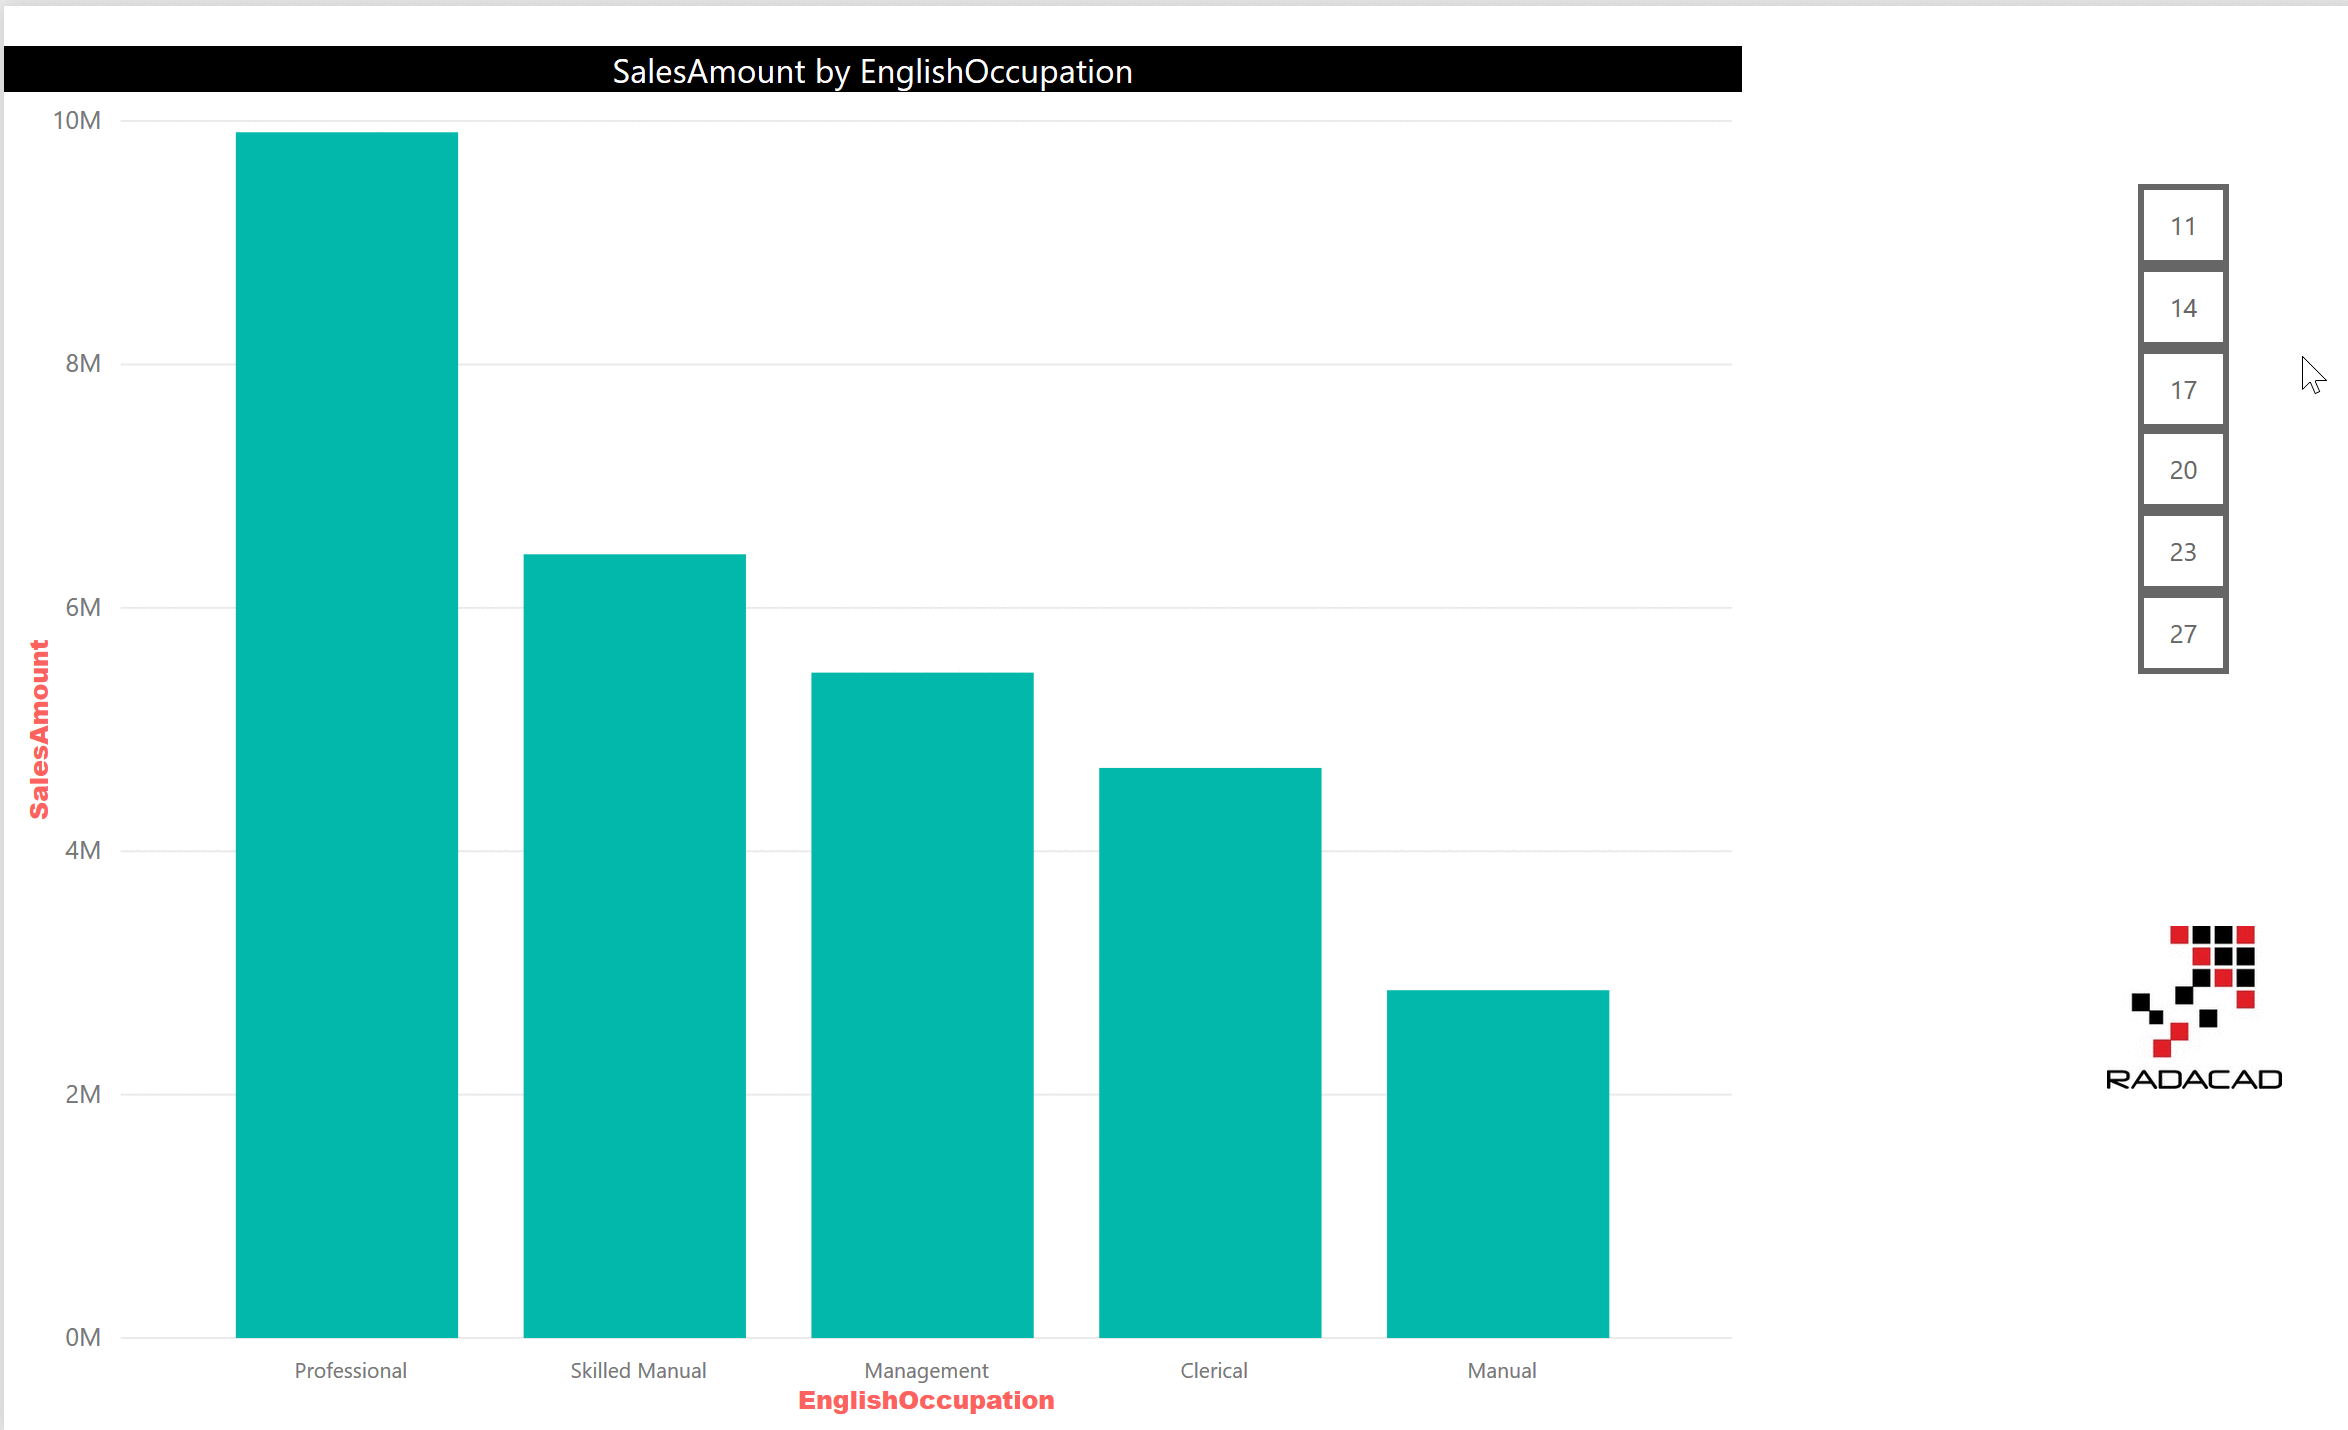 SalesAmount by EnglishOccupation
10M
8M
6M
4M
2M
0M
SalesAmount
Professional
Skilled Manual
Management
Clerical
Manual
EnglishOccupation
11
14
17
20
23
27
RADACAD